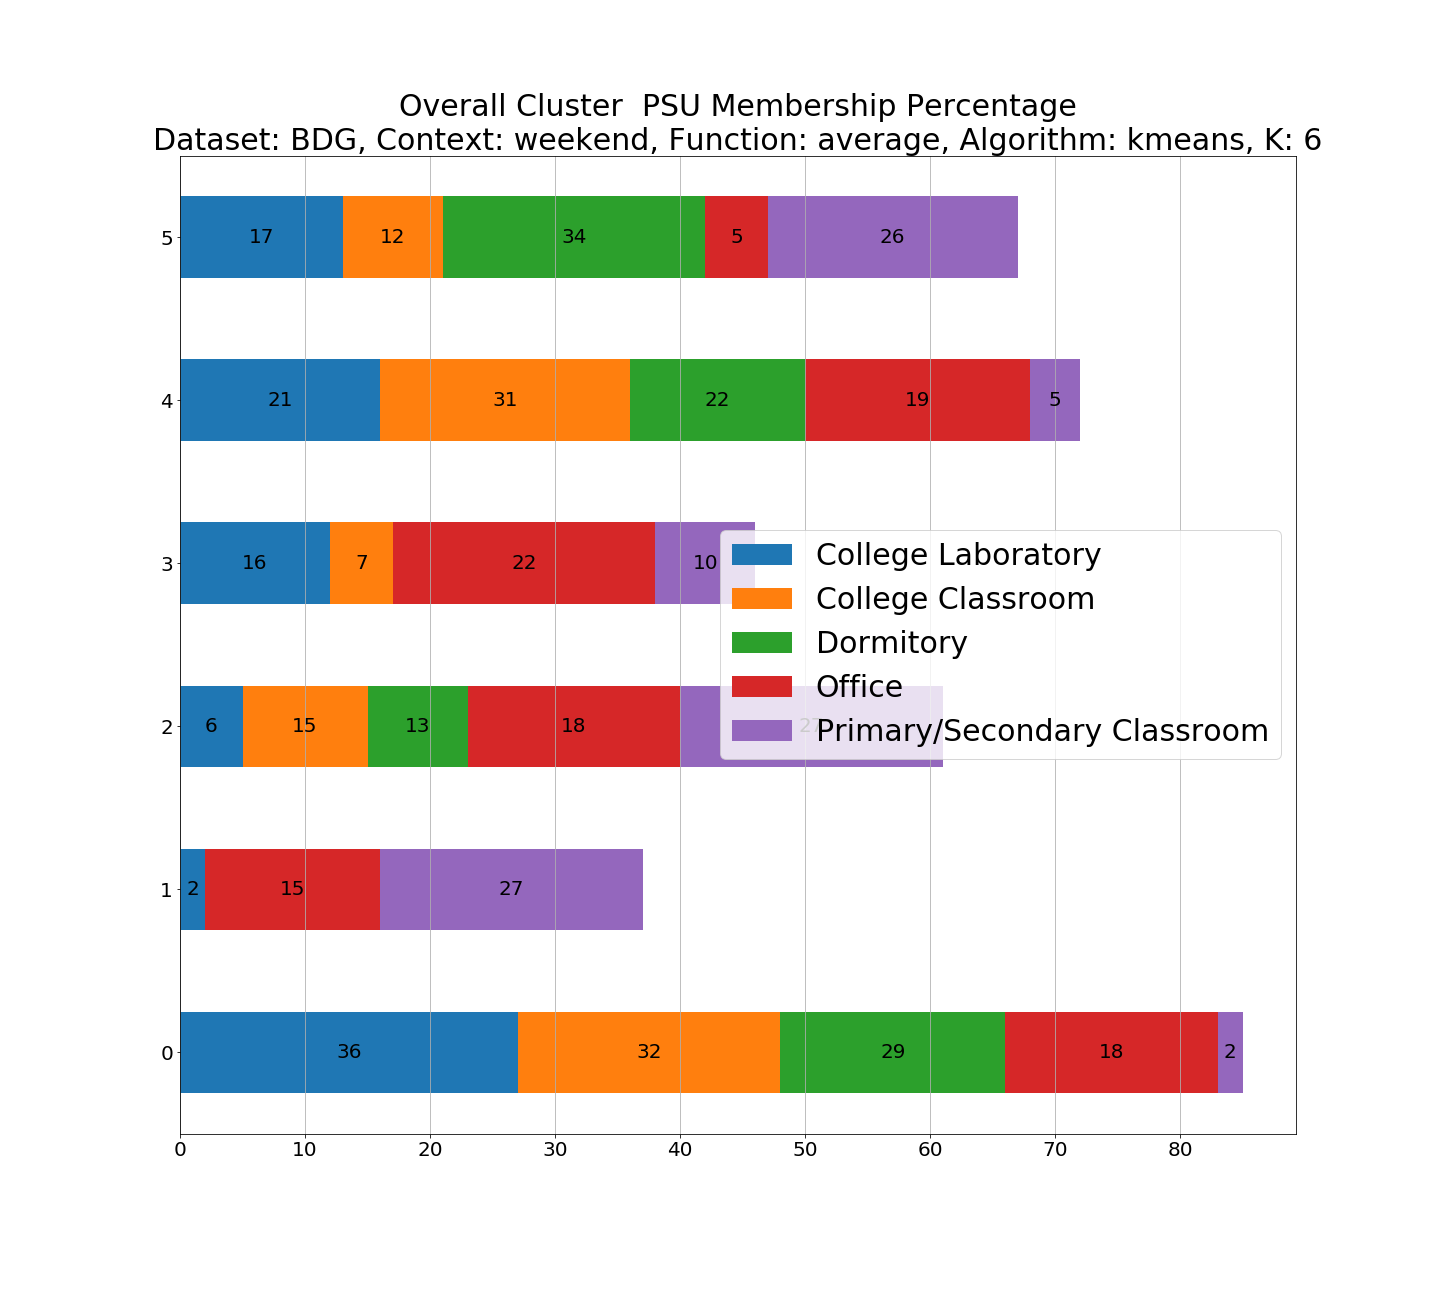 Overall Cluster  PSU Membership Percentage
Dataset: BDG, Context: weekend, Function: average, Algorithm: kmeans, K: 6
5 17 12 34 5 26
4 21 31 22 19 5
3 16 7 22 10
College Laboratory
College Classroom
Dormitory
Office
Primary/Secondary Classroom
2 6 15 13 18 27
1 2 15 27
0 36 32 29 18 2
0 10 20 30 40 50 60 70 80